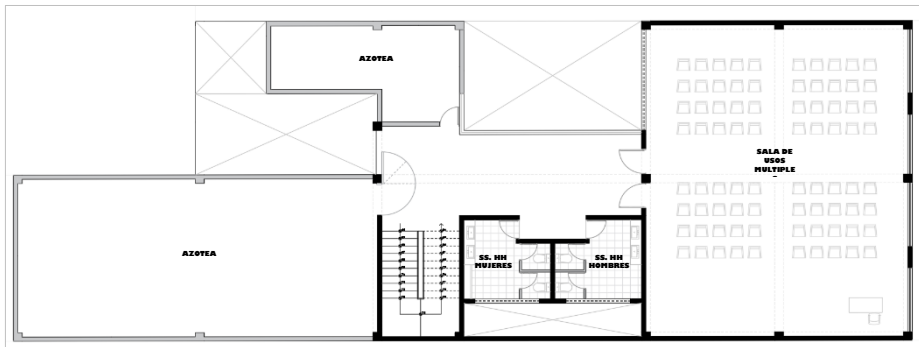 AZOTEA
SALA DE
USOS
MULTIPLE
AZOTEA
SS. HH
MUJERES
SS. HH
HOMBRES